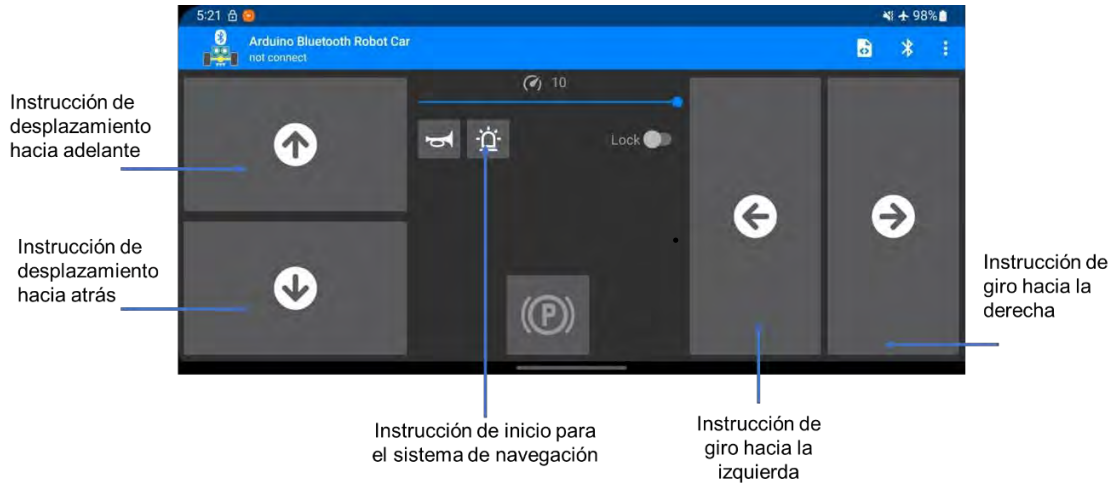 5:21
98%
Arduino Bluetooth Robot Car
not connect
10
Lock
P
Instrucción de
desplazamiento
hacia adelante
Instrucción de
desplazamiento
hacia atrás
Instrucción de inicio para
el sistema de navegación
Instrucción de
giro hacia la
izquierda
Instrucción de
giro hacia la
derecha